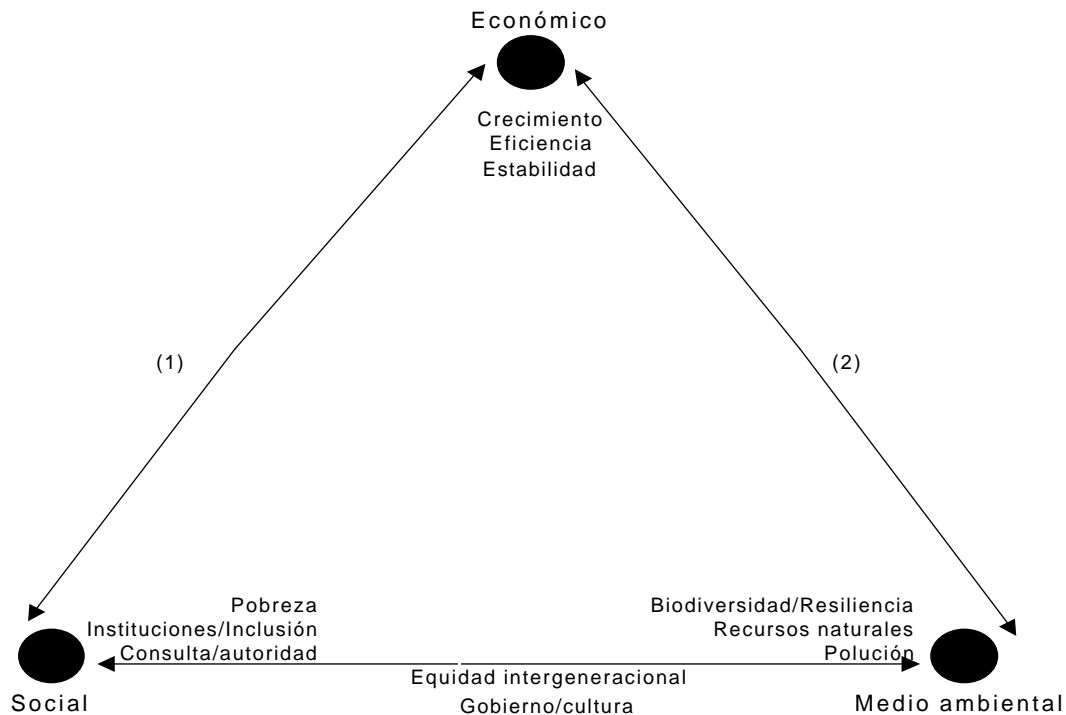 Económico
Crecimiento
Eficiencia
Estabilidad
(1)
(2)
Pobreza
Instituciones/Inclusión
Consulta/autoridad
Biodiversidad/Resiliencia
Recursos naturales
Polución
Equidad intergeneracional
Gobierno/cultura
Social
Medio ambiental